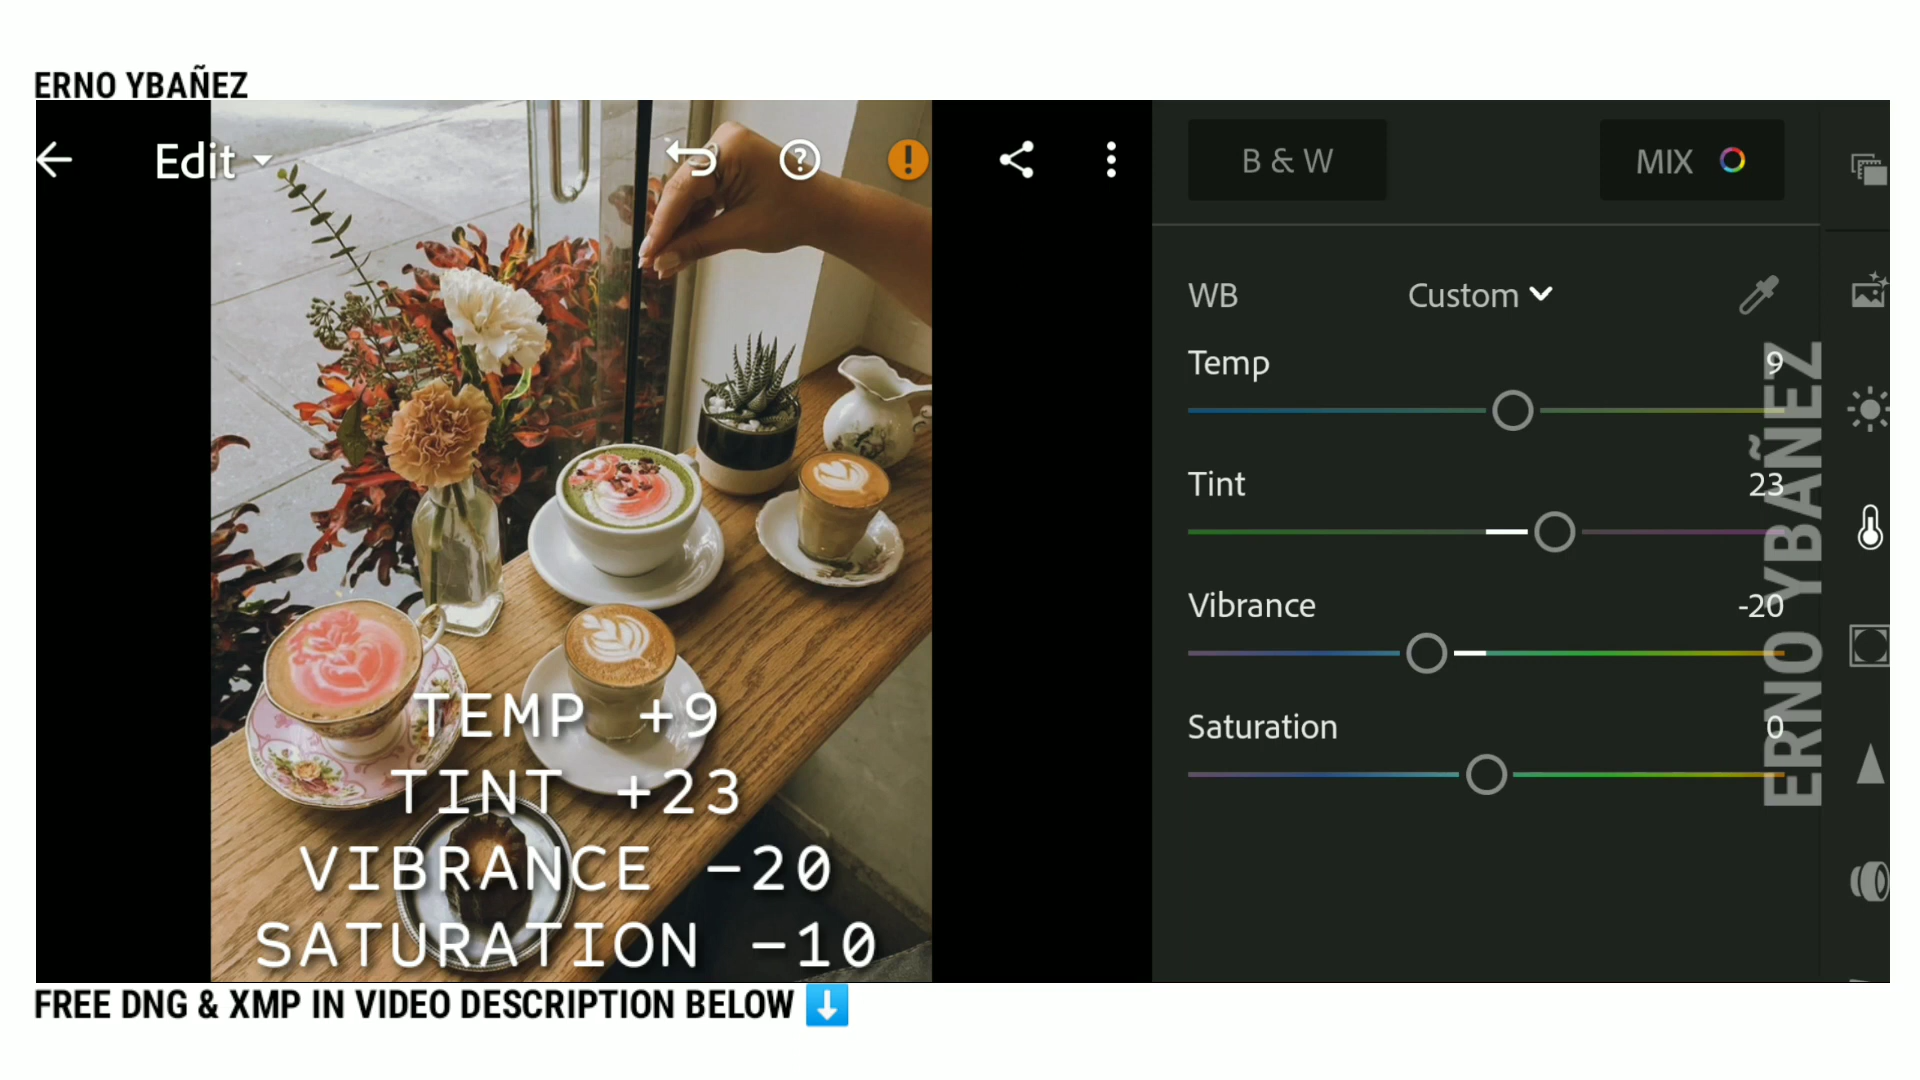 ERNO YBAÑEZ
Edit
B & W
MIX
WB
Custom
Temp
9
Tint
23
Vibrance
-20
Saturation
0
TEMP +9
TINT +23
VIBRANCE -20
SATURATION -10
ERNO YBAÑEZ
FREE DNG & XMP IN VIDEO DESCRIPTION BELOW ⬇️